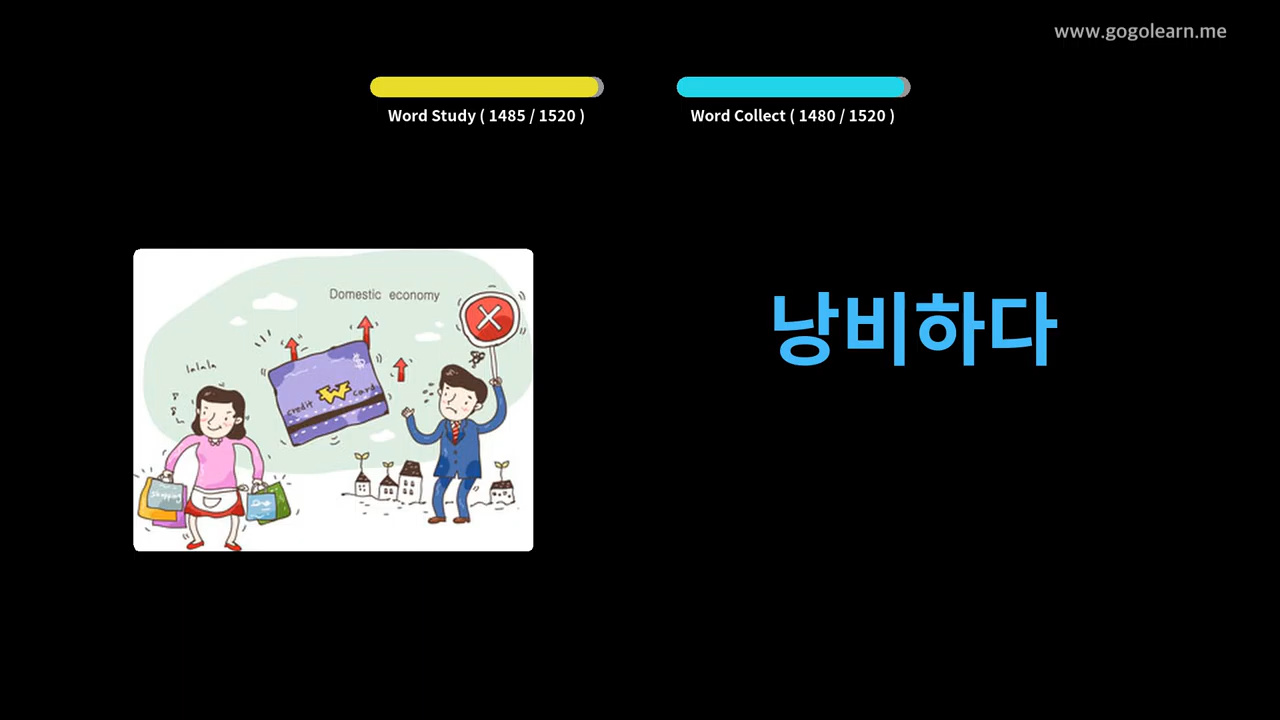 www.gogolearn.me
Word Study ( 1485 / 1520 )
Word Collect ( 1480 / 1520 )
Domestic economy
lalala
$
W
credit card
shopping
낭비하다